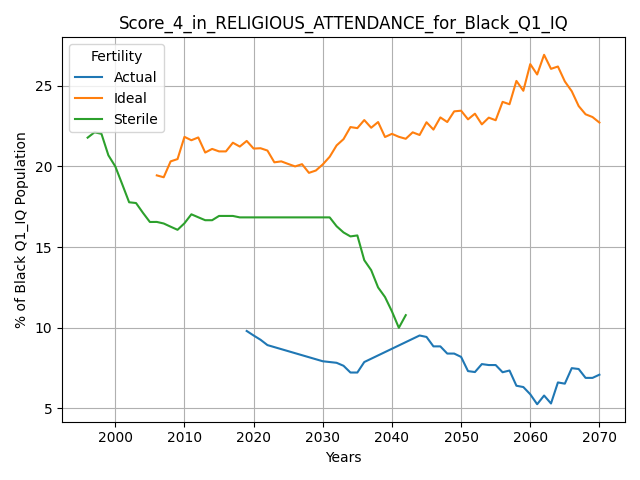 Score_4_in_RELIGIOUS_ATTENDANCE_for_Black_Q1_IQ
Fertility
Actual
Ideal
Sterile
% of Black Q1_IQ Population
25
20
15
10
5
2000 2010 2020 2030 2040 2050 2060 2070
Years